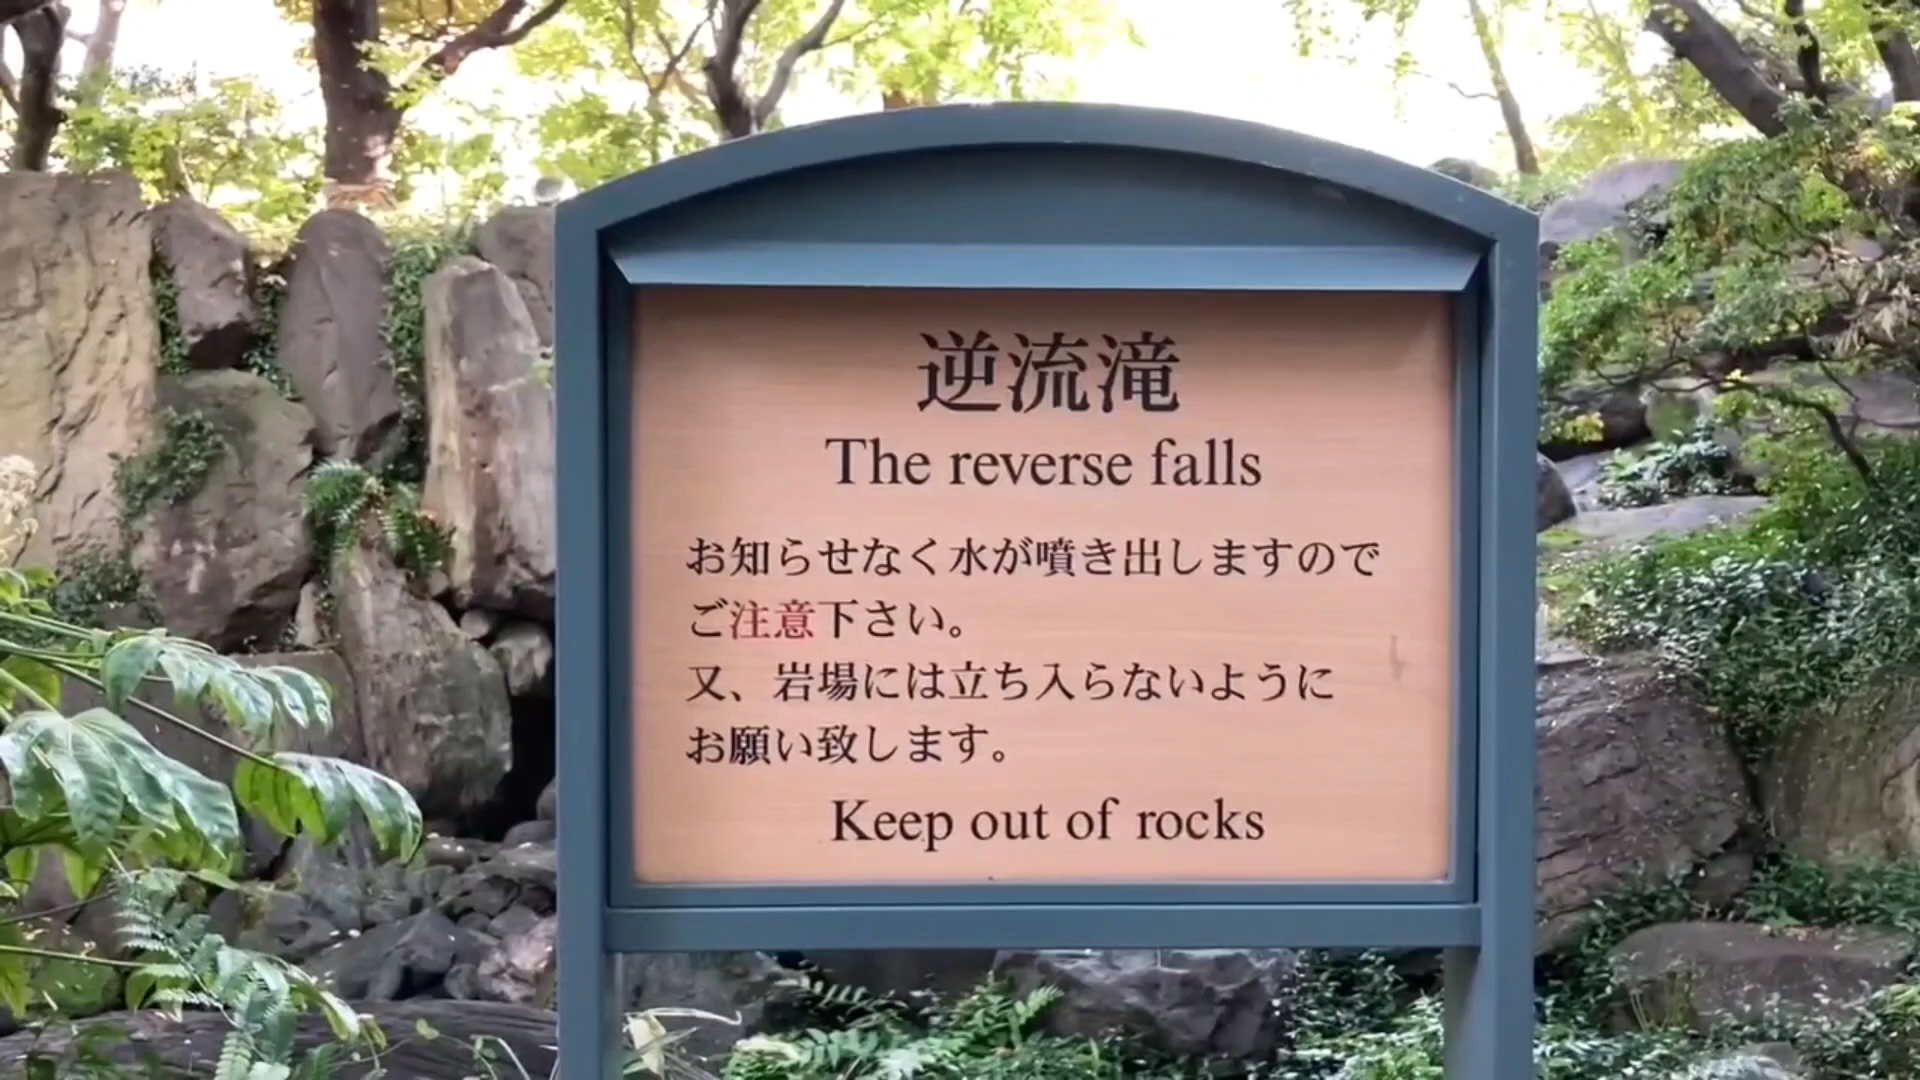 逆流滝
The reverse falls
お知らせなく水が噴き出しますので
ご注意下さい。
又、岩場には立ち入らないように
お願い致します。
Keep out of rocks